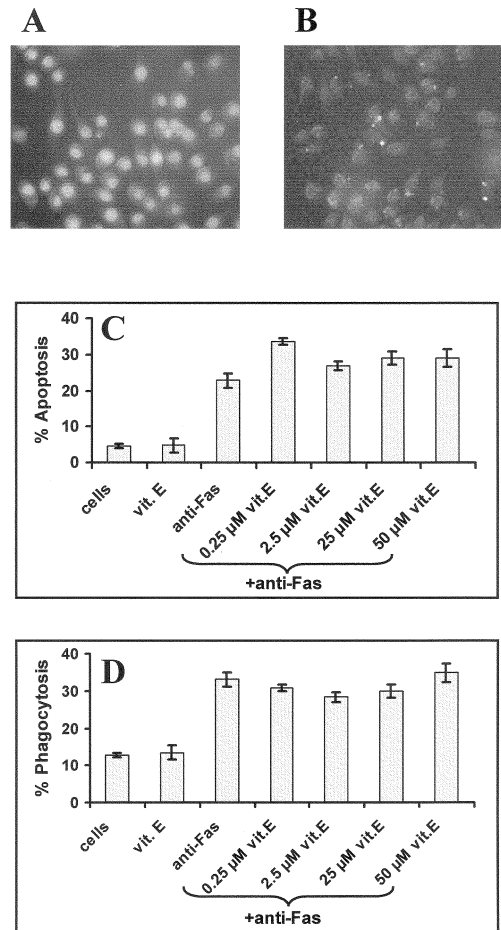 A
B
C
% Apoptosis
40
30
20
10
0
cells
vit. E
anti-Fas
0.25 µM vit.E
2.5 µM vit.E
25 µM vit.E
50 µM vit.E
+anti-Fas
D
% Phagocytosis
40
30
20
10
0
cells
vit. E
anti-Fas
0.25 µM vit.E
2.5 µM vit.E
25 µM vit.E
50 µM vit.E
+anti-Fas